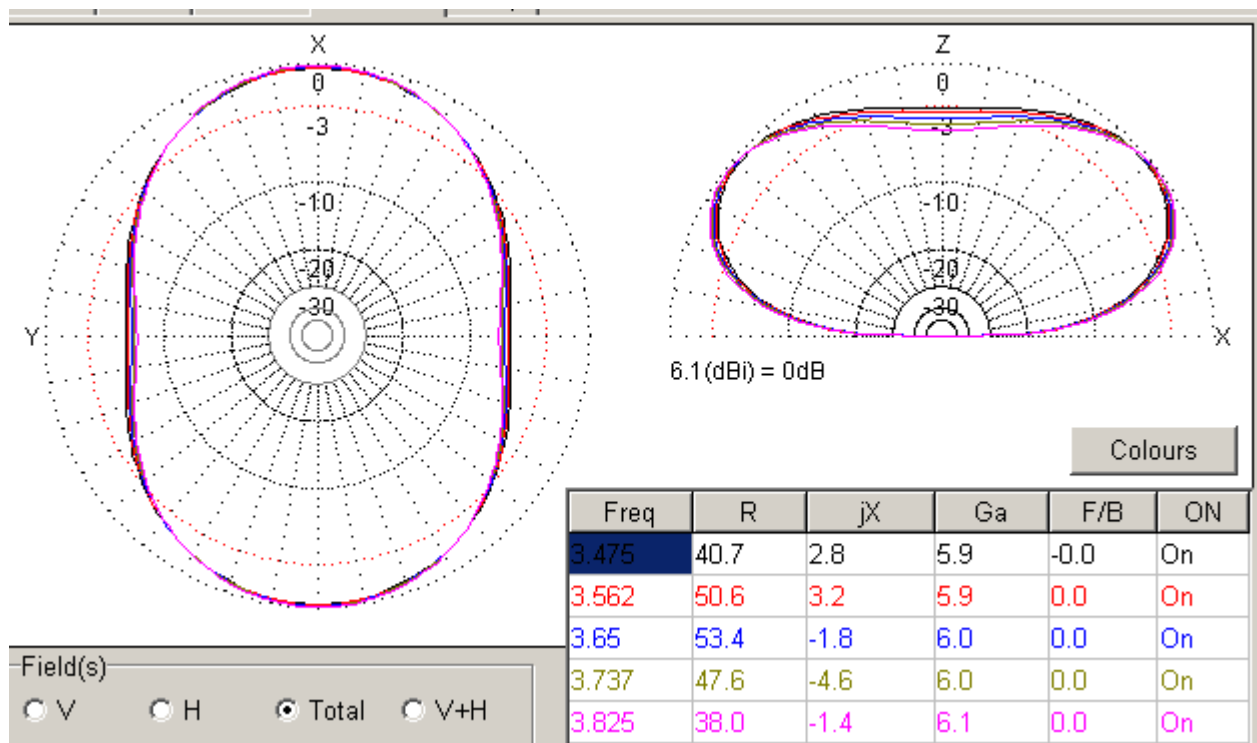 X
0
-3
-10
-20
-30
Y
Z
0
-3
-10
-20
-30
X
6.1(dBi) = 0dB
Colours
Freq R jX Ga F/B ON
3.475 40.7 2.8 5.9 -0.0 On
3.562 50.6 3.2 5.9 0.0 On
3.65 53.4 -1.8 6.0 0.0 On
3.737 47.6 -4.6 6.0 0.0 On
3.825 38.0 -1.4 6.1 0.0 On
Field(s)
V H Total V+H